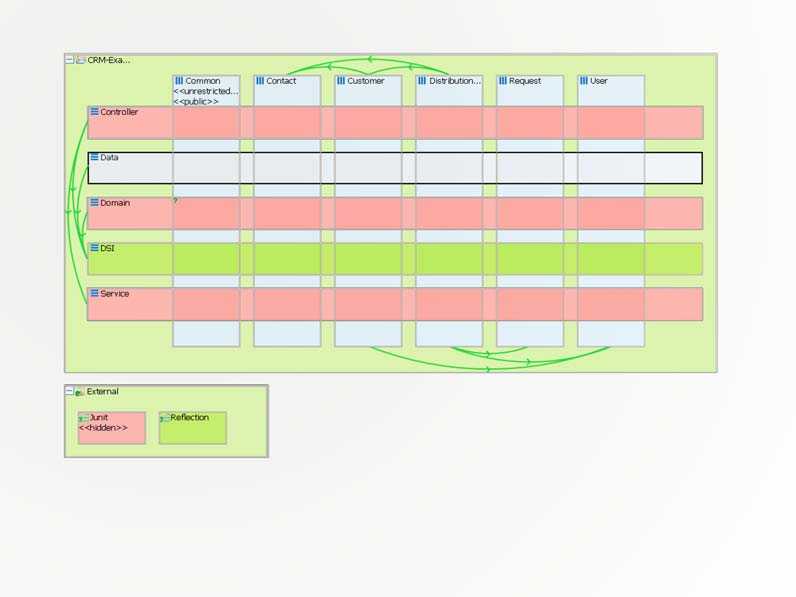 CRM-Exa...
Common
<<unrestricted...
<<public>>
Contact
Customer
Distribution...
Request
User
Controller
Data
Domain
?
DSI
Service
External
Junit
<<hidden>>
Reflection